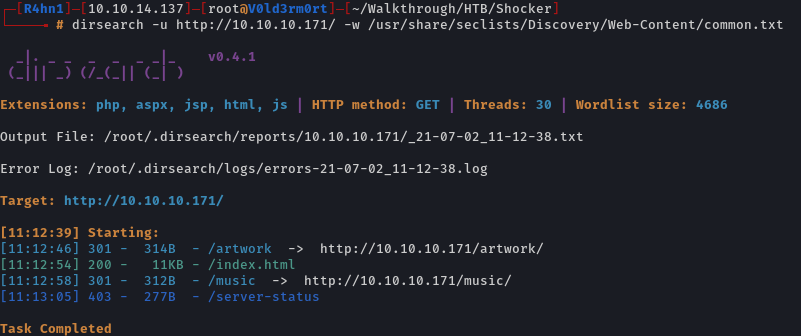 [R4hn1]-[10.10.14.137]-[root@V0ld3rm0rt]-[~/Walkthrough/HTB/Shocker]
# dirsearch -u http://10.10.10.171/ -w /usr/share/seclists/Discovery/Web-Content/common.txt
_|. _ _  _  _  _ _|_    v0.4.1
(_||| _) (/_(_|| (_| )
Extensions: php, aspx, jsp, html, js | HTTP method: GET | Threads: 30 | Wordlist size: 4686
Output File: /root/.dirsearch/reports/10.10.10.171/_21-07-02_11-12-38.txt
Error Log: /root/.dirsearch/logs/errors-21-07-02_11-12-38.log
Target: http://10.10.10.171/
[11:12:39] Starting:
[11:12:46] 301 -  314B  - /artwork  ->  http://10.10.10.171/artwork/
[11:12:54] 200 -   11KB - /index.html
[11:12:58] 301 -  312B  - /music  ->  http://10.10.10.171/music/
[11:13:05] 403 -  277B  - /server-status
Task Completed